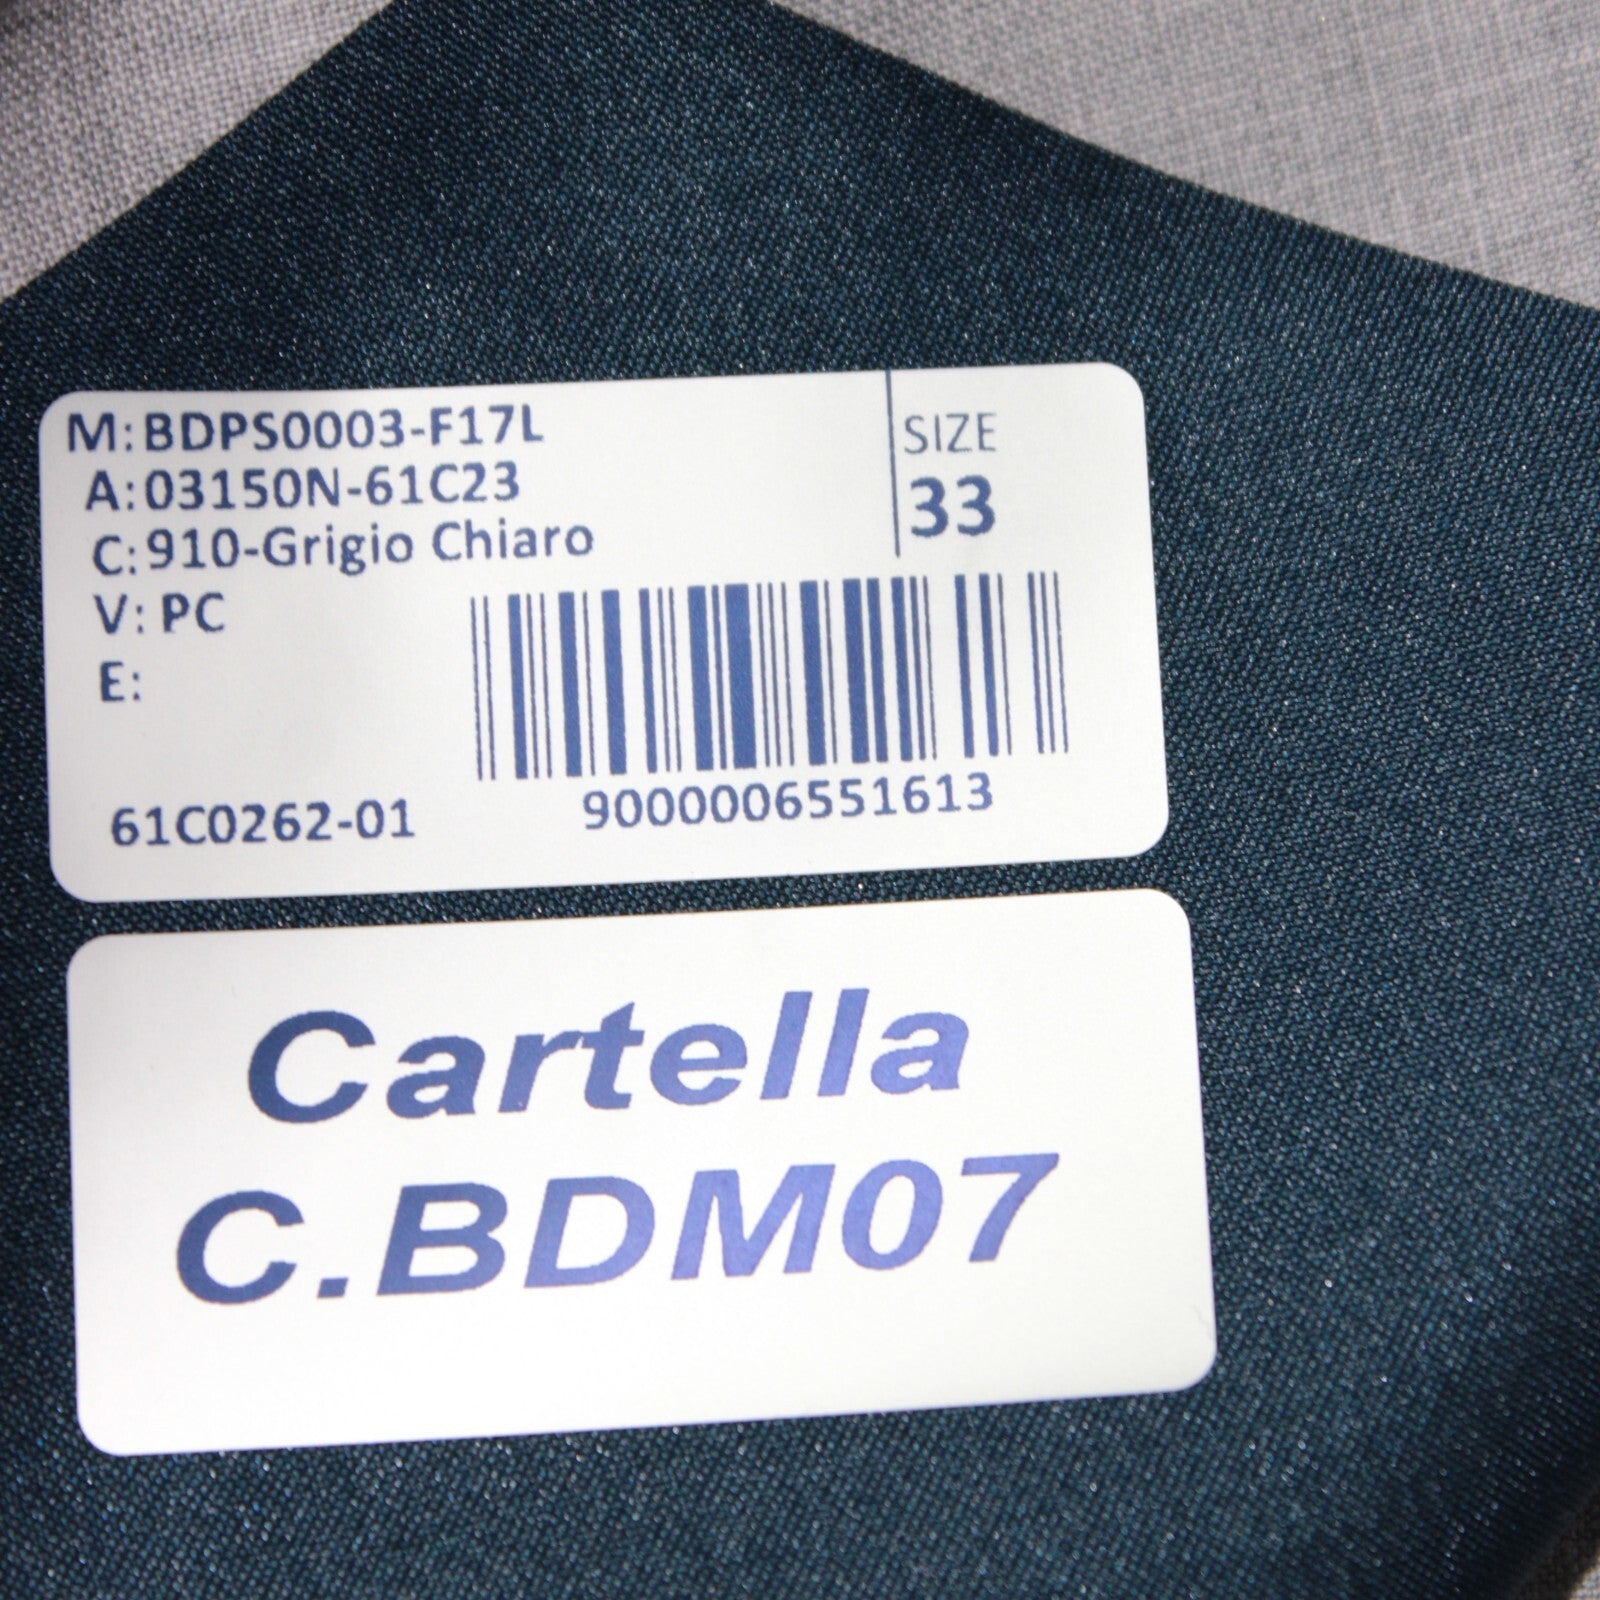 M: BDPS0003-F17L
A: 03150N-61C23
C: 910-Grigio Chiaro
V: PC
E:
SIZE
33
61C0262-01
9000006551613
Cartella
C.BDM07